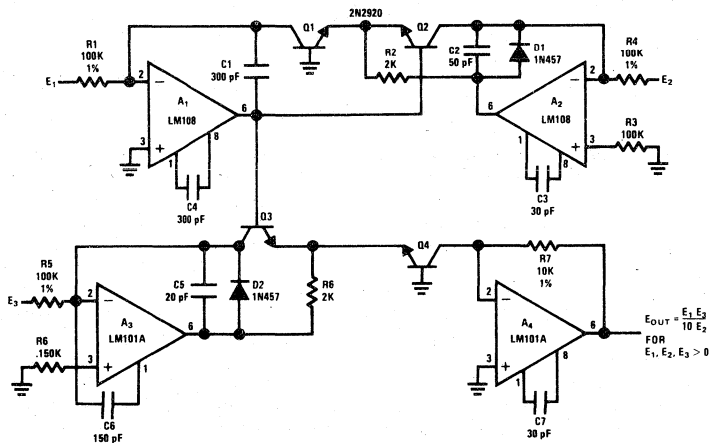 2N2920
Q1
Q2
R1
100K
1%
E1
C1
300 pF
R2
2K
C2
50 pF
D1
1N457
R4
100K
1%
E2
2
3
6
A1
LM108
1
8
C4
300 pF
6
2
3
A2
LM108
1
8
C3
30 pF
R3
100K
Q3
Q4
R5
100K
1%
E3
C5
20 pF
D2
1N457
R6
2K
R7
10K
1%
2
3
6
A3
LM101A
1
R6
.150K
C6
150 pF
2
3
6
A4
LM101A
1
8
C7
30 pF
EOUT = E1 E3
10 E2
FOR
E1, E2, E3 > 0